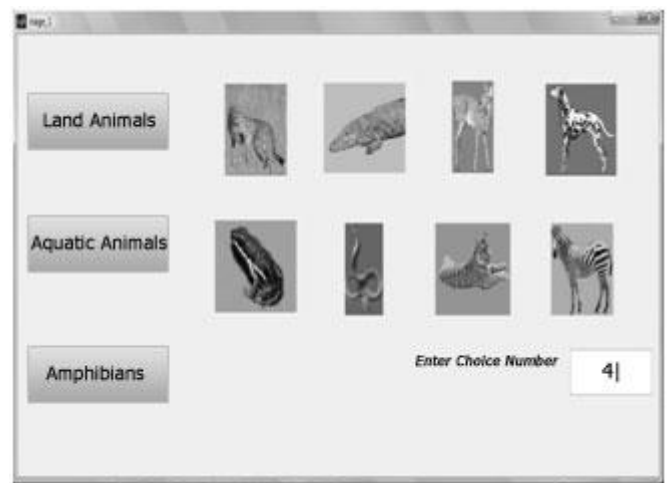 Land Animals
Aquatic Animals
Amphibians
Enter Choice Number
4